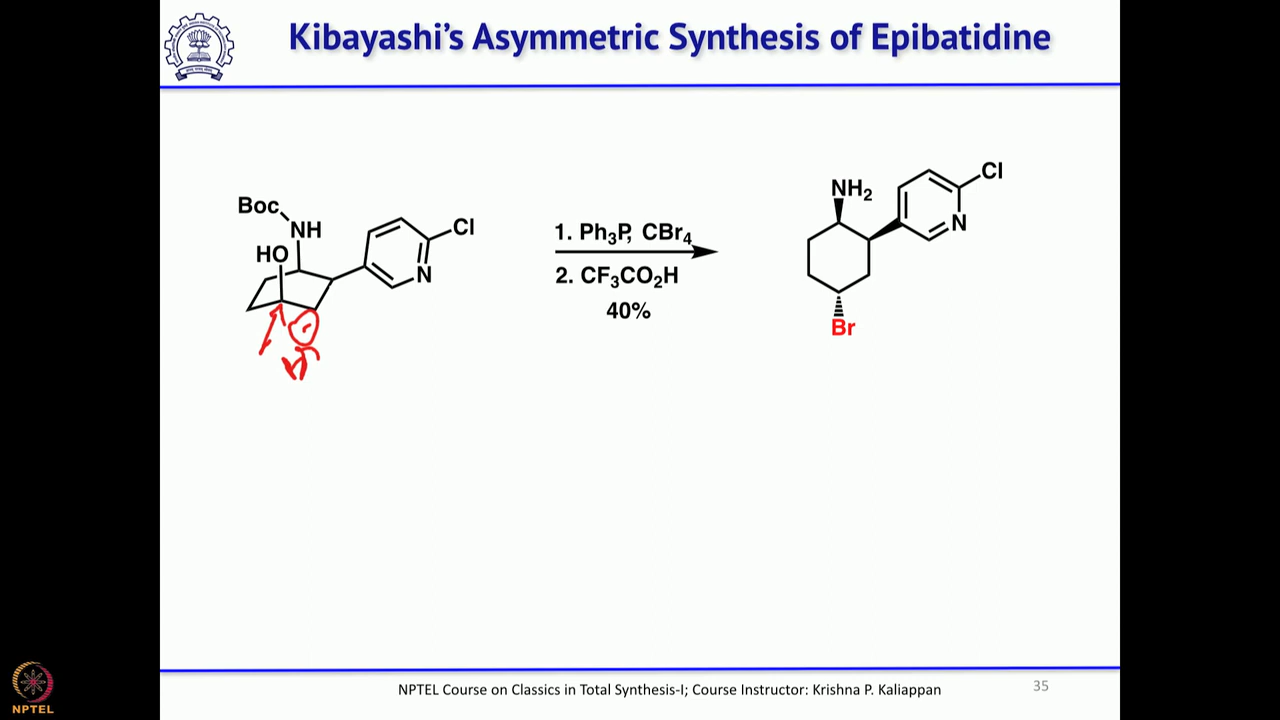 Kibayashi's Asymmetric Synthesis of Epibatidine
Boc
NH
HO
Cl
N
1. Ph3P, CBr4
2. CF3CO2H
40%
NH2
Cl
N
Br
NPTEL Course on Classics in Total Synthesis-I; Course Instructor: Krishna P. Kaliappan
35
NPTEL